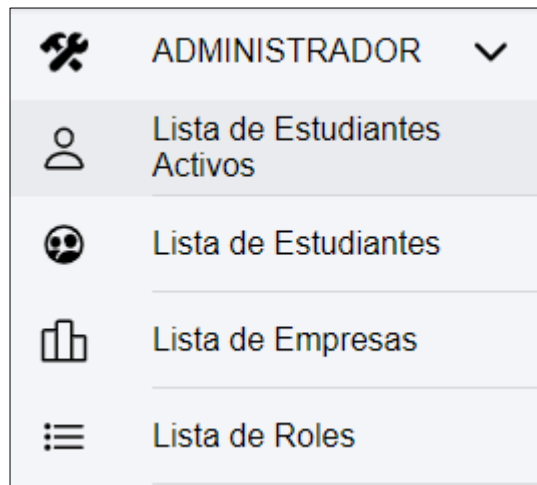 ADMINISTRADOR
Lista de Estudiantes
Activos
Lista de Estudiantes
Lista de Empresas
Lista de Roles